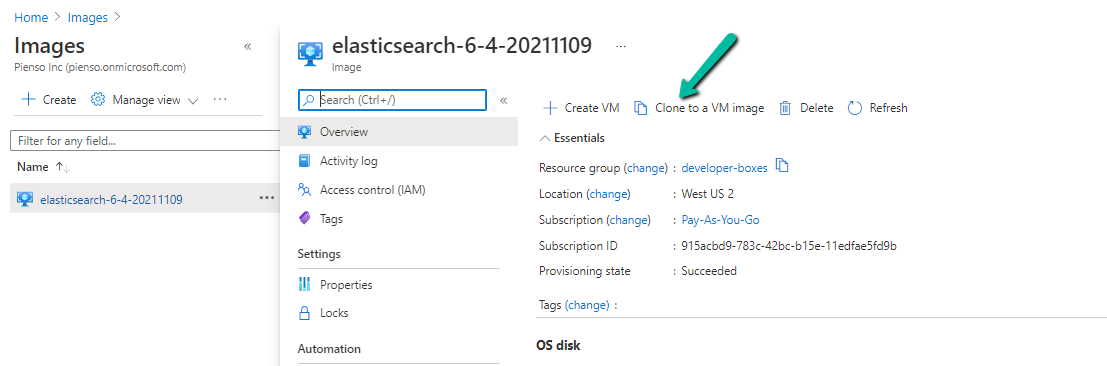 Home > Images >
Images
Pienso Inc (pienso.onmicrosoft.com)
«
+ Create Manage view ···
Filter for any field...
Name ↑↓
elasticsearch-6-4-20211109 ···
elasticsearch-6-4-20211109 ···
Image
Search (Ctrl+/) «
Overview
Activity log
Access control (IAM)
Tags
Settings
Properties
Locks
Automation
+ Create VM Clone to a VM image Delete Refresh
Essentials
Resource group (change) : developer-boxes
Location (change) : West US 2
Subscription (change) : Pay-As-You-Go
Subscription ID : 915acbd9-783c-42bc-b15e-11edfae5fd9b
Provisioning state : Succeeded
Tags (change) :
OS disk